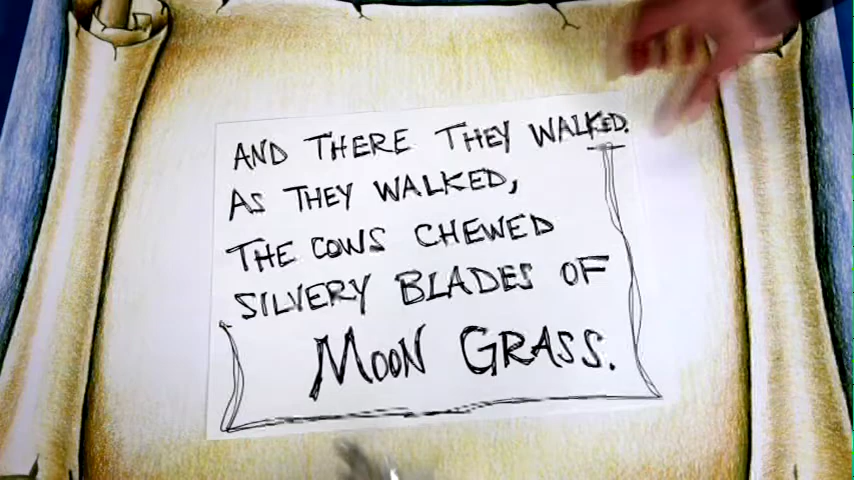 AND THERE THEY WALKED.
AS THEY WALKED,
THE COWS CHEWED
SILVERY BLADES OF
MOON GRASS.